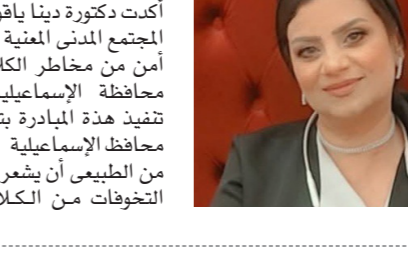 أكدت دكتورة دينا ياقو
المجتمع المدنى المعنية
أمن من مخاطر الكلا
محافظة الإسماعيلي
تنفيذ هذة المبادرة بت
محافظ الإسماعيلية
من الطبيعى أن يشعر
التخوفات من الكلا